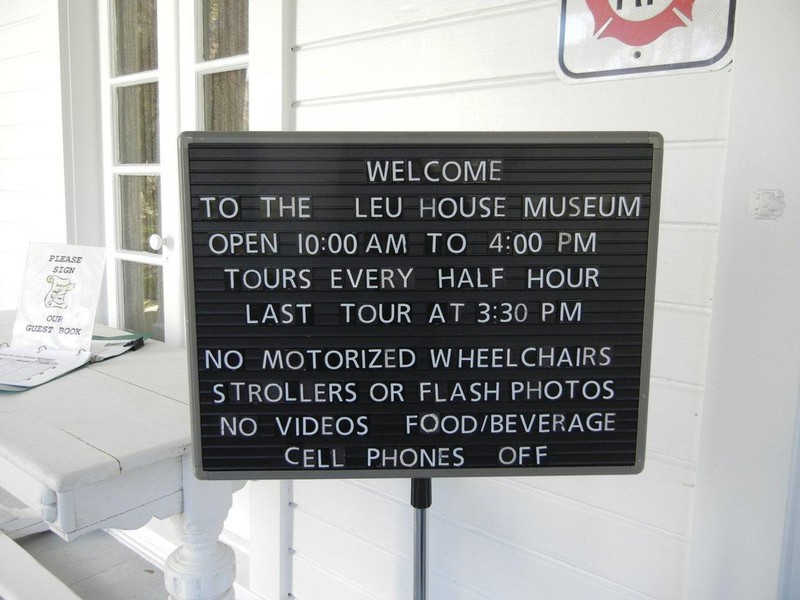 WELCOME
TO THE LEU HOUSE MUSEUM
OPEN 10:00 AM TO 4:00 PM
TOURS EVERY HALF HOUR
LAST TOUR AT 3:30 PM
NO MOTORIZED WHEELCHAIRS
STROLLERS OR FLASH PHOTOS
NO VIDEOS FOOD/BEVERAGE
CELL PHONES OFF
PLEASE
SIGN
OUR
GUEST BOOK